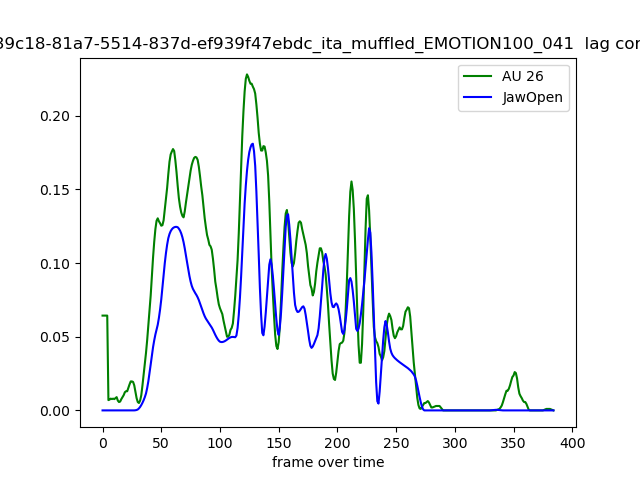 39c18-81a7-5514-837d-ef939f47ebdc_ita_muffled_EMOTION100_041 lag cor
AU 26
JawOpen
0.20
0.15
0.10
0.05
0.00
0 50 100 150 200 250 300 350 400
frame over time